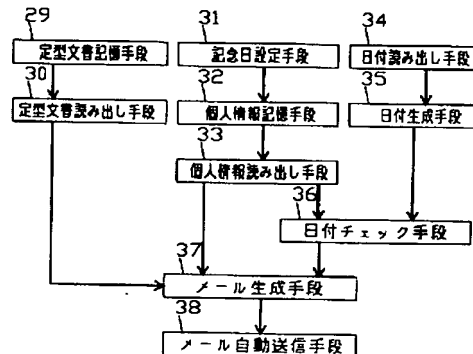 29
31
34
定型文書記憶手段
記念日設定手段
日付読み出し手段
30
32
35
定型文書読み出し手段
個人情報記憶手段
日付生成手段
33
個人情報読み出し手段
36
日付チェック手段
37
メール生成手段
38
メール自動送信手段